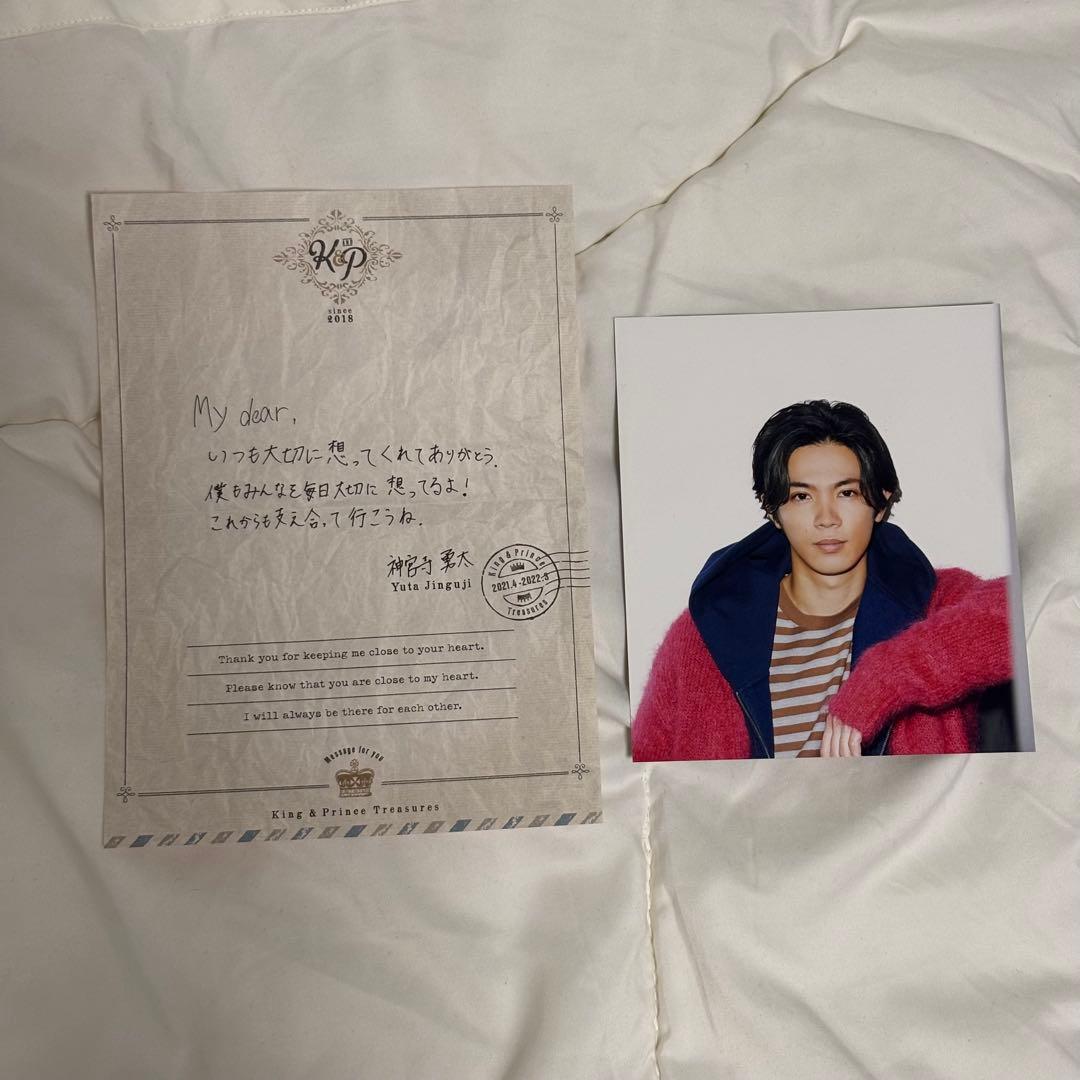 K&P
since
2018
My dear,
いつも大切に想ってくれてありがとう.
僕もみんなを毎日大切に想ってるよ!
これからも支え合って行こうね.
神宮寺 勇太
Yuta Jinguji
King & Prince
2021.4-2022.3
Treasures
Thank you for keeping me close to your heart.
Please know that you are close to my heart.
I will always be there for each other.
Message for you
King & Prince Treasures